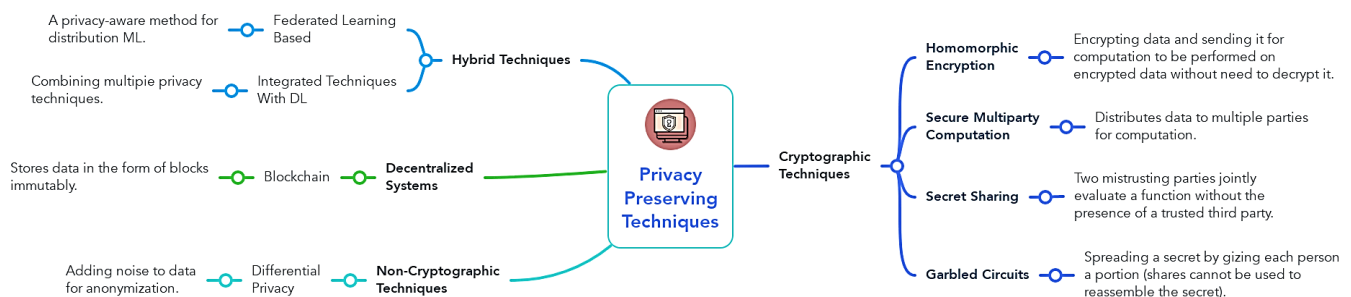 A privacy-aware method for
distribution ML.
Federated Learning
Based
Hybrid Techniques
Combining multipie privacy
techniques.
Integrated Techniques
With DL
Stores data in the form of blocks
immutably.
Blockchain
Decentralized
Systems
Adding noise to data
for anonymization.
Differential
Privacy
Non-Cryptographic
Techniques
Privacy
Preserving
Techniques
Cryptographic
Techniques
Homomorphic
Encryption
Encrypting data and sending it for
computation to be performed on
encrypted data without need to decrypt it.
Secure Multiparty
Computation
Distributes data to multiple parties
for computation.
Secret Sharing
Two mistrusting parties jointly
evaluate a function without the
presence of a trusted third party.
Garbled Circuits
Spreading a secret by gizing each person
a portion (shares cannot be used to
reassemble the secret).